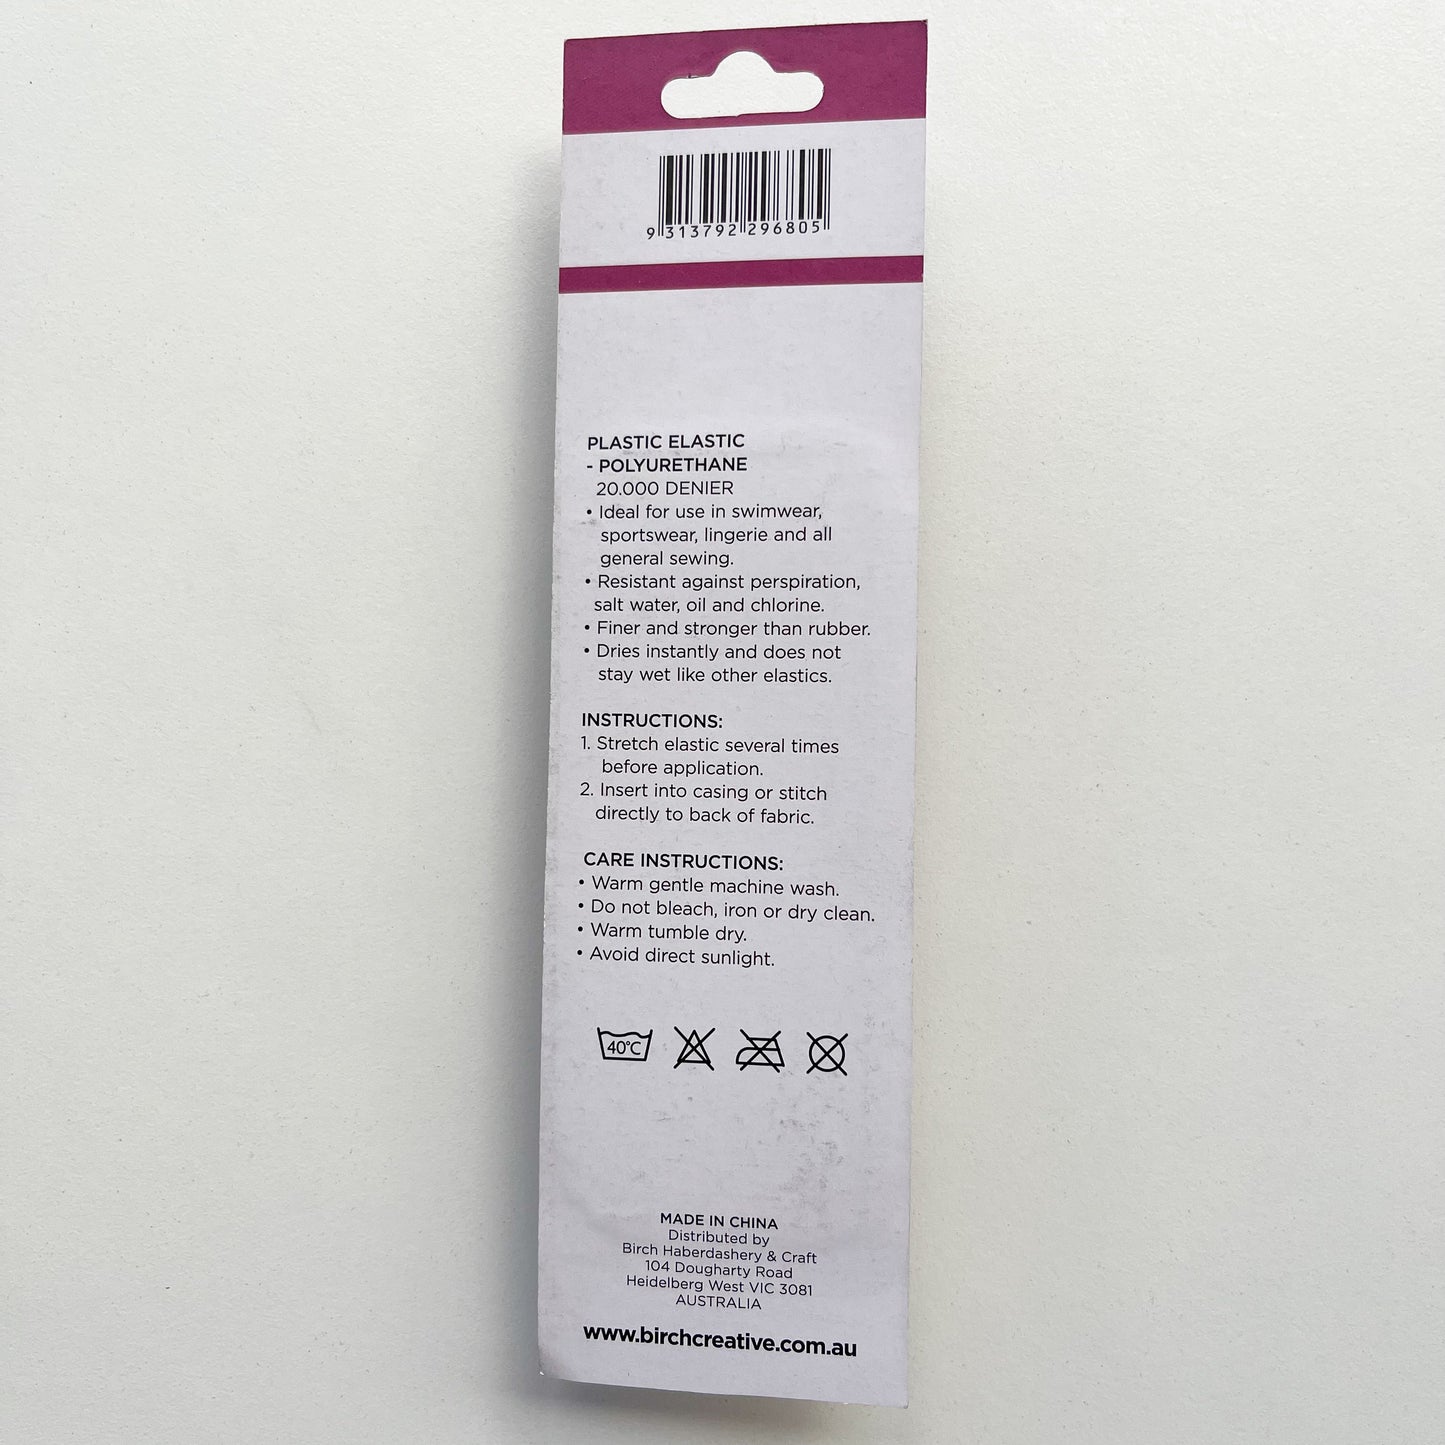 9 313792 296805
PLASTIC ELASTIC
- POLYURETHANE
20.000 DENIER
• Ideal for use in swimwear,
sportswear, lingerie and all
general sewing.
• Resistant against perspiration,
salt water, oil and chlorine.
• Finer and stronger than rubber.
• Dries instantly and does not
stay wet like other elastics.
INSTRUCTIONS:
1. Stretch elastic several times
before application.
2. Insert into casing or stitch
directly to back of fabric.
CARE INSTRUCTIONS:
• Warm gentle machine wash.
• Do not bleach, iron or dry clean.
• Warm tumble dry.
• Avoid direct sunlight.
40°C
MADE IN CHINA
Distributed by
Birch Haberdashery & Craft
104 Dougharty Road
Heidelberg West VIC 3081
AUSTRALIA
www.birchcreative.com.au